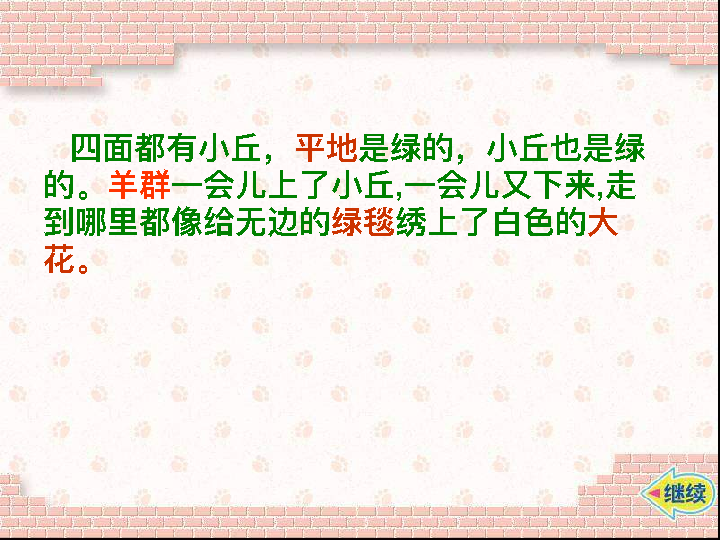 四面都有小丘，平地是绿的，小丘也是绿
的。羊群一会儿上了小丘,一会儿又下来,走
到哪里都像给无边的绿毯绣上了白色的大
花。
继续